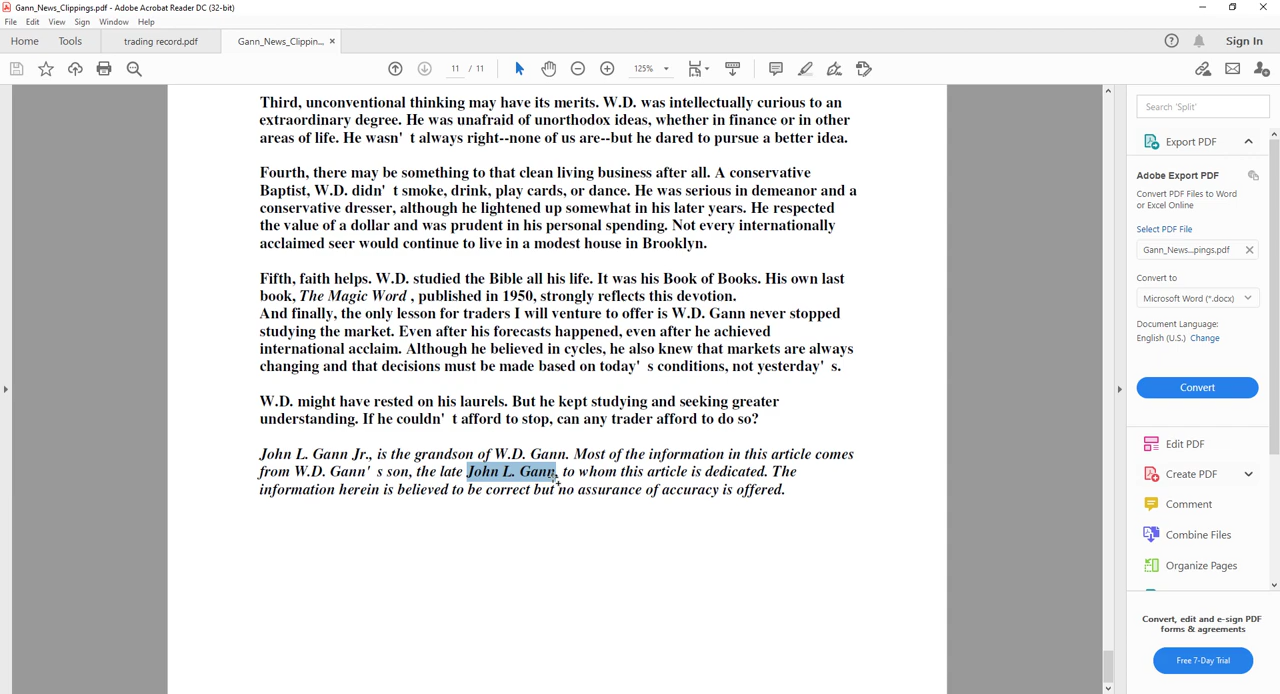 Gann_News_Clippings.pdf - Adobe Acrobat Reader DC (32-bit)
File Edit View Sign Window Help
Home Tools trading record.pdf Gann_News_Clippin... × Sign In
11 / 11 125%
Third, unconventional thinking may have its merits. W.D. was intellectually curious to an
extraordinary degree. He was unafraid of unorthodox ideas, whether in finance or in other
areas of life. He wasn' t always right--none of us are--but he dared to pursue a better idea.
Fourth, there may be something to that clean living business after all. A conservative
Baptist, W.D. didn' t smoke, drink, play cards, or dance. He was serious in demeanor and a
conservative dresser, although he lightened up somewhat in his later years. He respected
the value of a dollar and was prudent in his personal spending. Not every internationally
acclaimed seer would continue to live in a modest house in Brooklyn.
Fifth, faith helps. W.D. studied the Bible all his life. It was his Book of Books. His own last
book, The Magic Word , published in 1950, strongly reflects this devotion.
And finally, the only lesson for traders I will venture to offer is W.D. Gann never stopped
studying the market. Even after his forecasts happened, even after he achieved
international acclaim. Although he believed in cycles, he also knew that markets are always
changing and that decisions must be made based on today' s conditions, not yesterday' s.
W.D. might have rested on his laurels. But he kept studying and seeking greater
understanding. If he couldn' t afford to stop, can any trader afford to do so?
John L. Gann Jr., is the grandson of W.D. Gann. Most of the information in this article comes
from W.D. Gann' s son, the late John L. Gann, to whom this article is dedicated. The
information herein is believed to be correct but no assurance of accuracy is offered.
Search 'Split'
Export PDF
Adobe Export PDF
Convert PDF Files to Word
or Excel Online
Select PDF File
Gann_News...pings.pdf
Convert to
Microsoft Word (*.docx)
Document Language:
English (U.S.) Change
Convert
Edit PDF
Create PDF
Comment
Combine Files
Organize Pages
Convert, edit and e-sign PDF
forms & agreements
Free 7-Day Trial